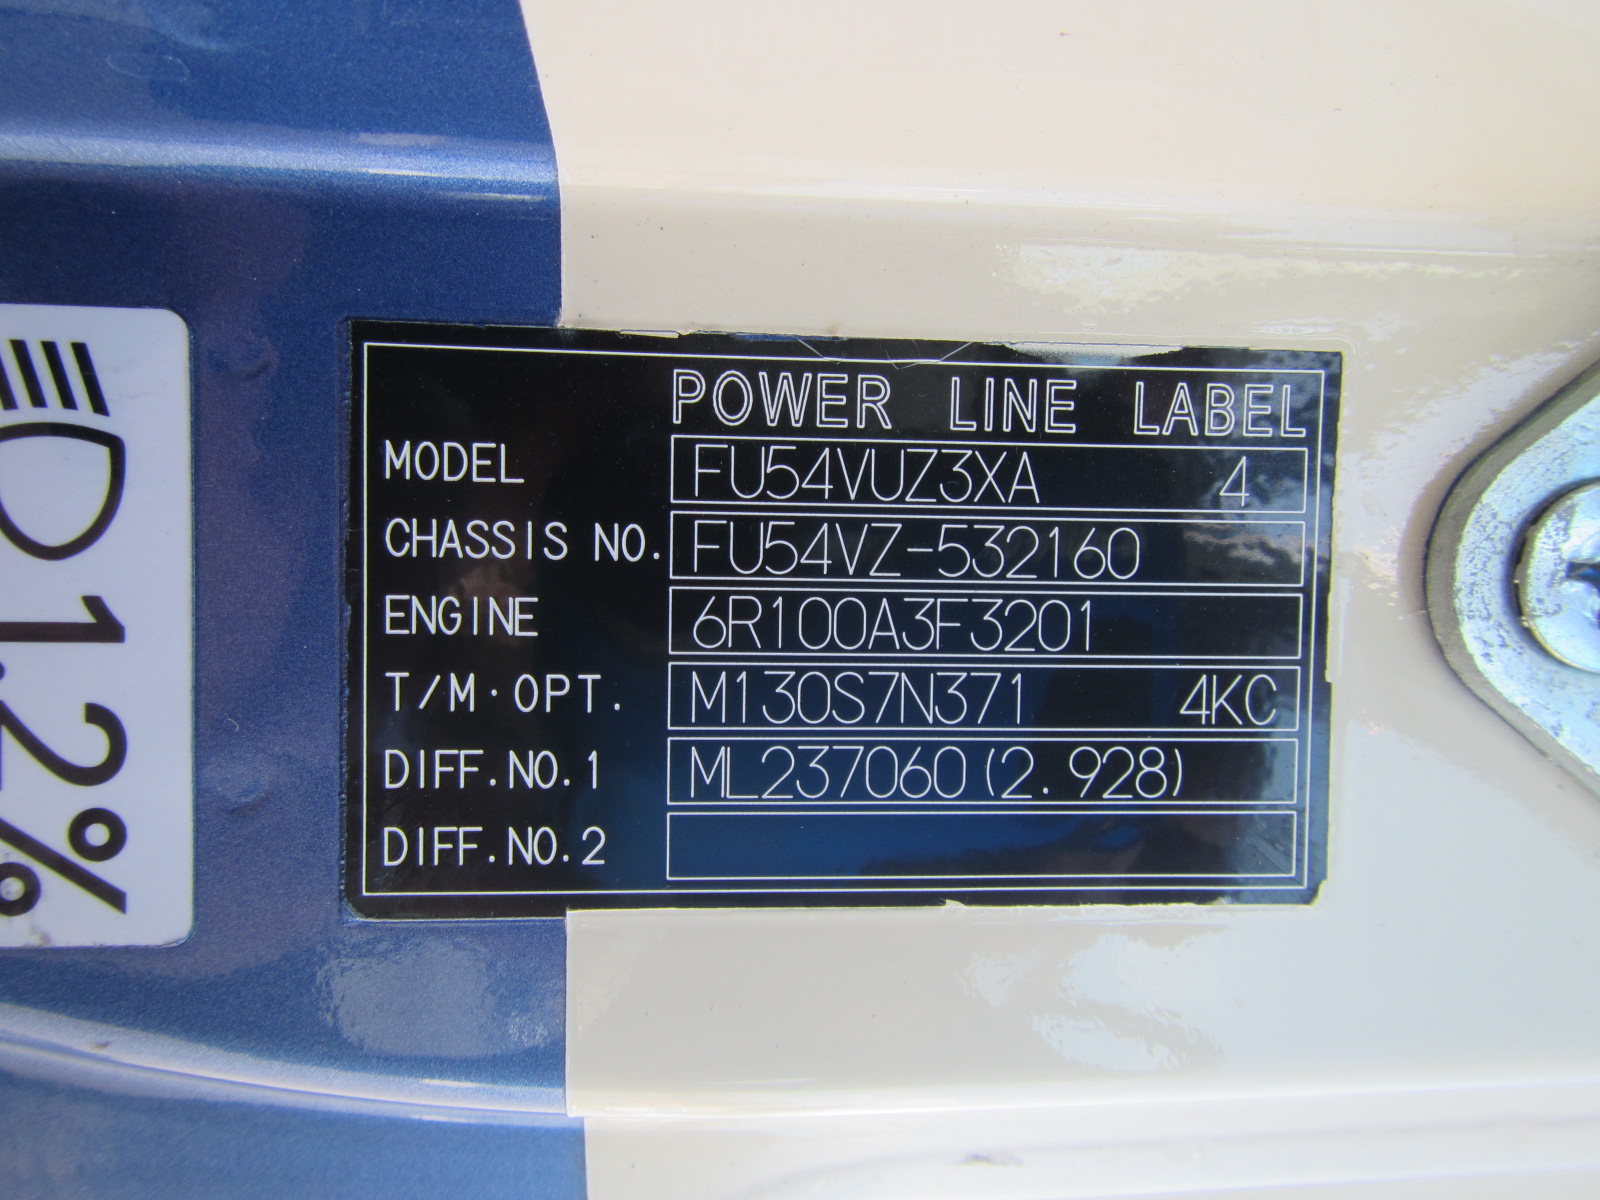 POWER LINE LABEL
MODEL FU54VUZ3XA 4
CHASSIS NO. FU54VZ-532160
ENGINE 6R100A3F3201
T/M·OPT. M130S7N371 4KC
DIFF.NO.1 ML237060(2.928)
DIFF.NO.2
1.2%